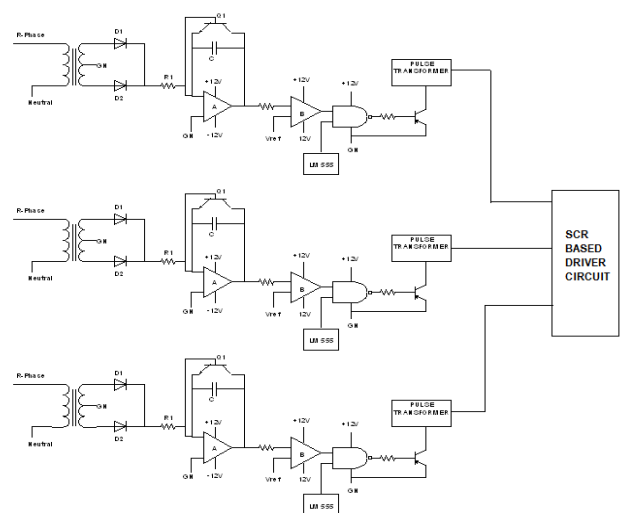 R-Phase
D1
GN
D2
Neutral
R1
Q1
C
+12V
A
GN
-12V
+12V
B
Vref
12V
+12V
LM 555
GN
PULSE
TRANSFORMER
R-Phase
D1
GN
D2
Neutral
R1
Q1
C
+12V
A
GN
-12V
+12V
B
Vref
12V
+12V
LM 555
GN
PULSE
TRANSFORMER
SCR
BASED
DRIVER
CIRCUIT
R-Phase
D1
GN
D2
Neutral
R1
Q1
C
+12V
A
GN
-12V
+12V
B
Vref
12V
+12V
LM 555
GN
PULSE
TRANSFORMER